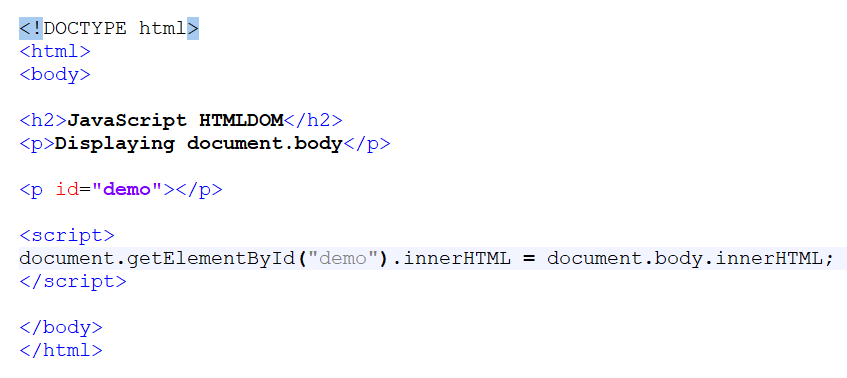 <!DOCTYPE html>
<html>
<body>
<h2>JavaScript HTMLDOM</h2>
<p>Displaying document.body</p>
<p id="demo"></p>
<script>
document.getElementById("demo").innerHTML = document.body.innerHTML;
</script>
</body>
</html>